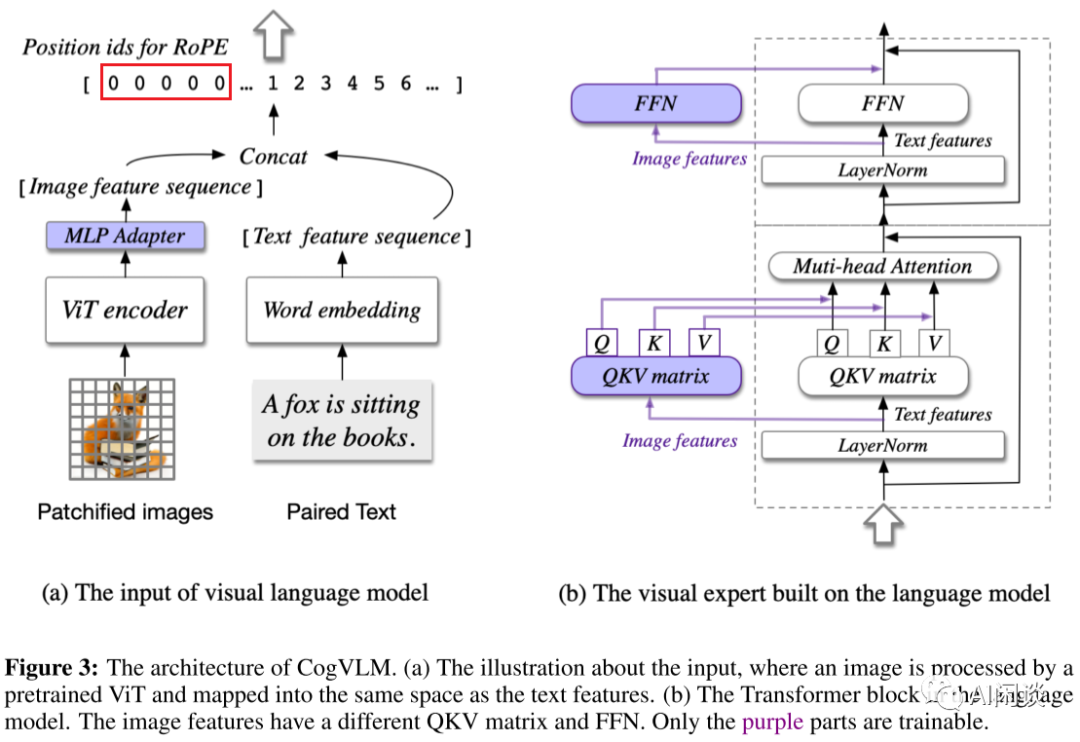 Position ids for RoPE
[ 0 0 0 0 0 ... 1 2 3 4 5 6 ... ]
Concat
[Image feature sequence]
MLP Adapter
[Text feature sequence]
ViT encoder
Word embedding
A fox is sitting
on the books.
Patchified images
Paired Text
(a) The input of visual language model
FFN
FFN
Text features
Image features
LayerNorm
Muti-head Attention
Q K V
Q K V
QKV matrix
QKV matrix
Text features
Image features
LayerNorm
(b) The visual expert built on the language model
Figure 3: The architecture of CogVLM. (a) The illustration about the input, where an image is processed by a
pretrained ViT and mapped into the same space as the text features. (b) The Transformer block in the language
model. The image features have a different QKV matrix and FFN. Only the purple parts are trainable.
AI闲谈